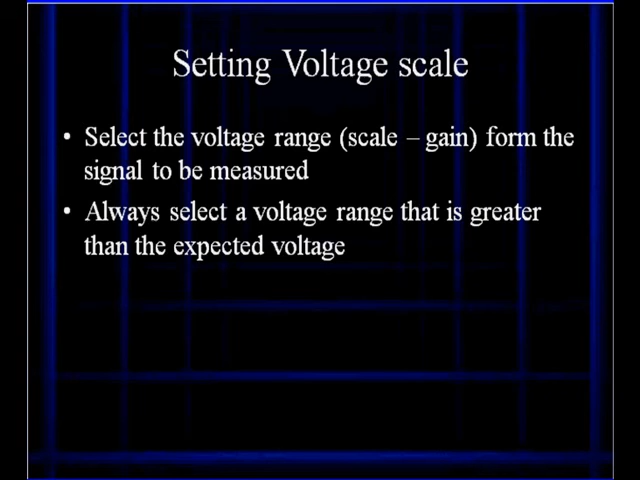 Setting Voltage scale
• Select the voltage range (scale – gain) form the
signal to be measured
• Always select a voltage range that is greater
than the expected voltage